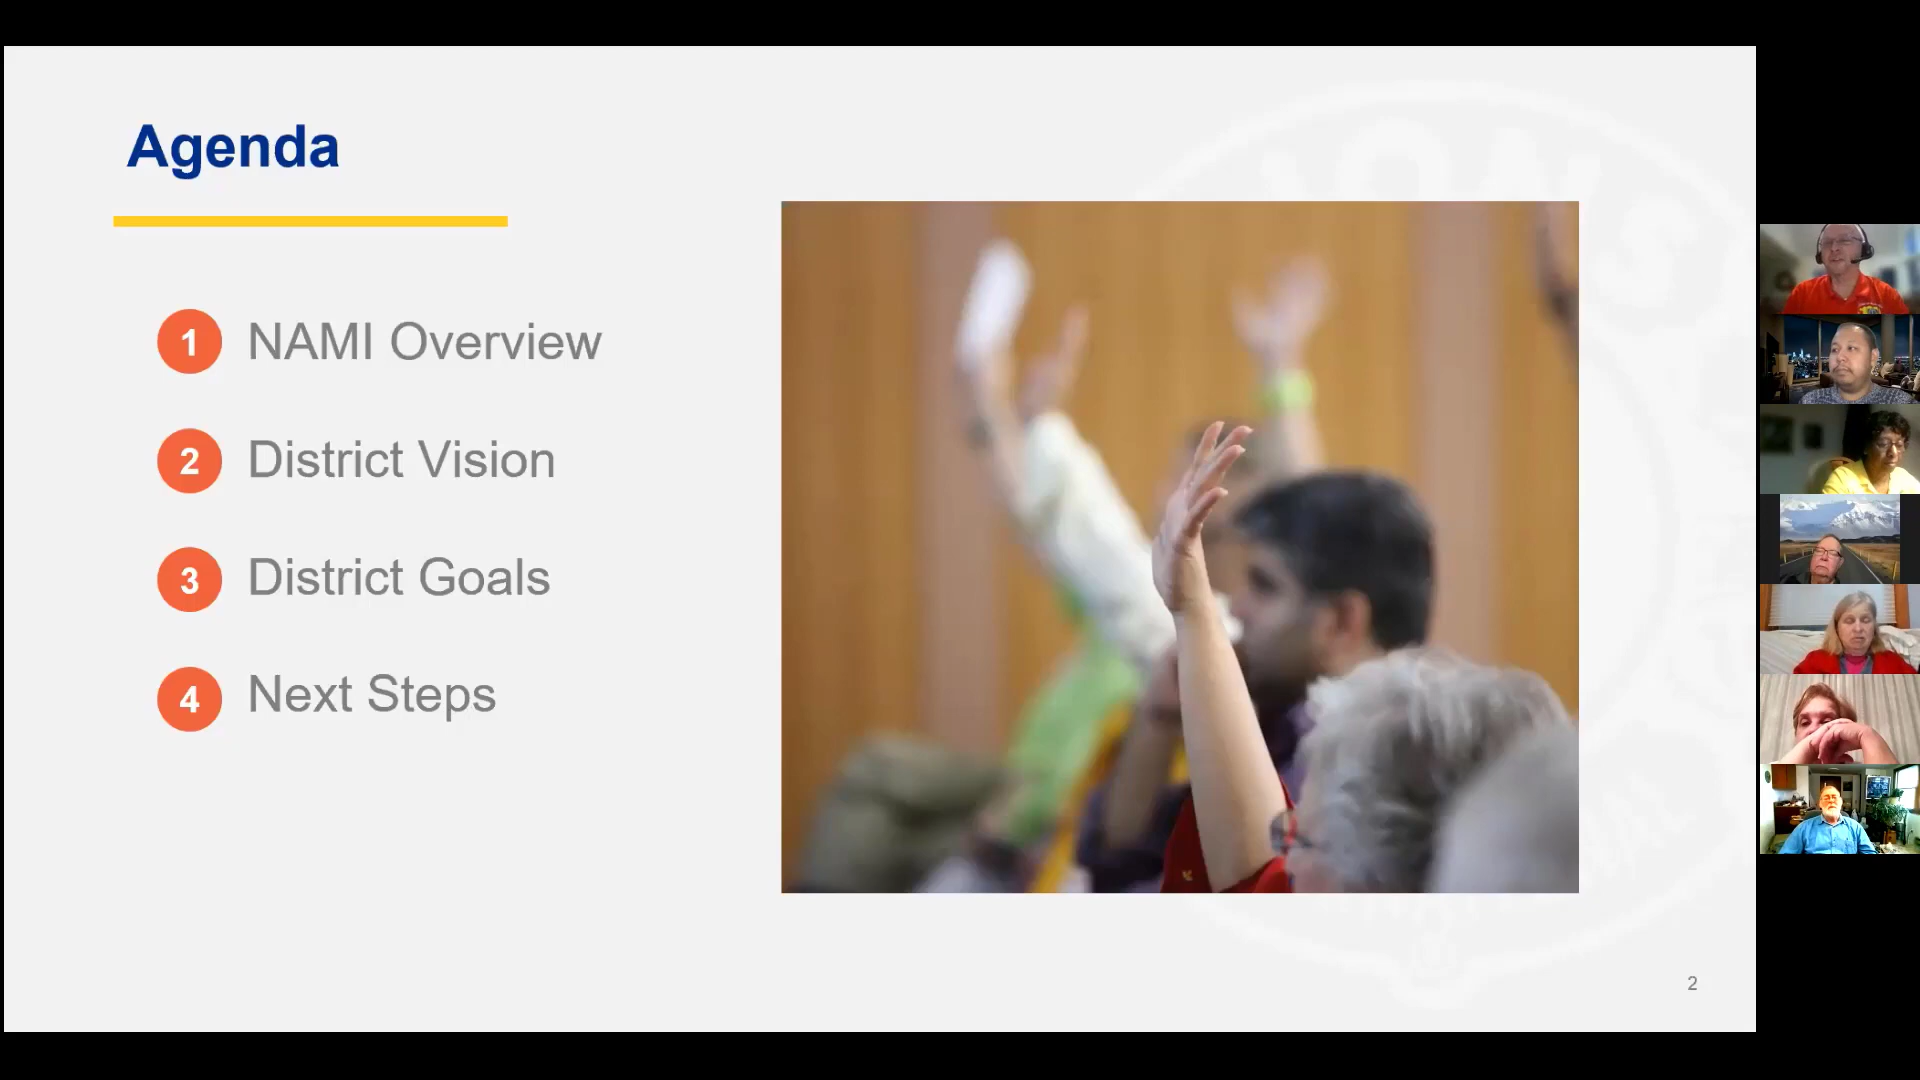 Agenda
1 NAMI Overview
2 District Vision
3 District Goals
4 Next Steps
2